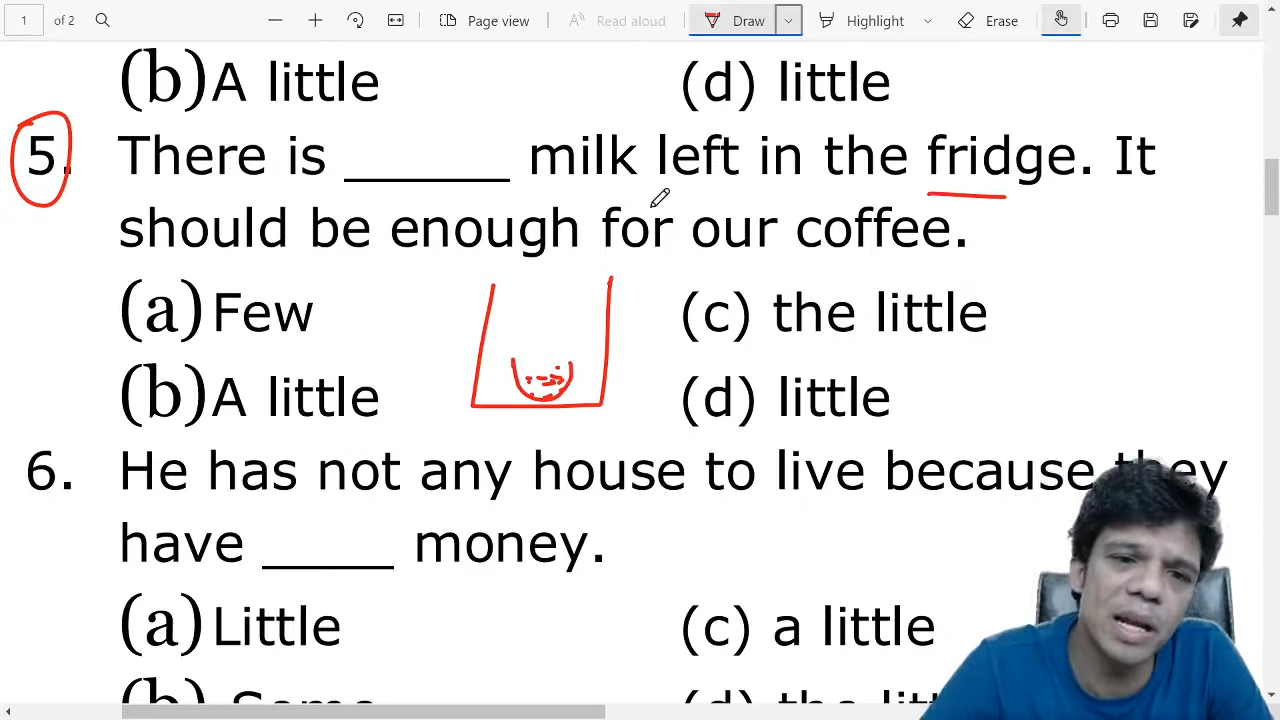 1 of 2 Page view Read aloud Draw Highlight Erase
(b) A little (d) little
5. There is ______ milk left in the fridge. It
should be enough for our coffee.
(a) Few (c) the little
(b) A little (d) little
6. He has not any house to live because they
have _____ money.
(a) Little (c) a little
(b) Some (d) the